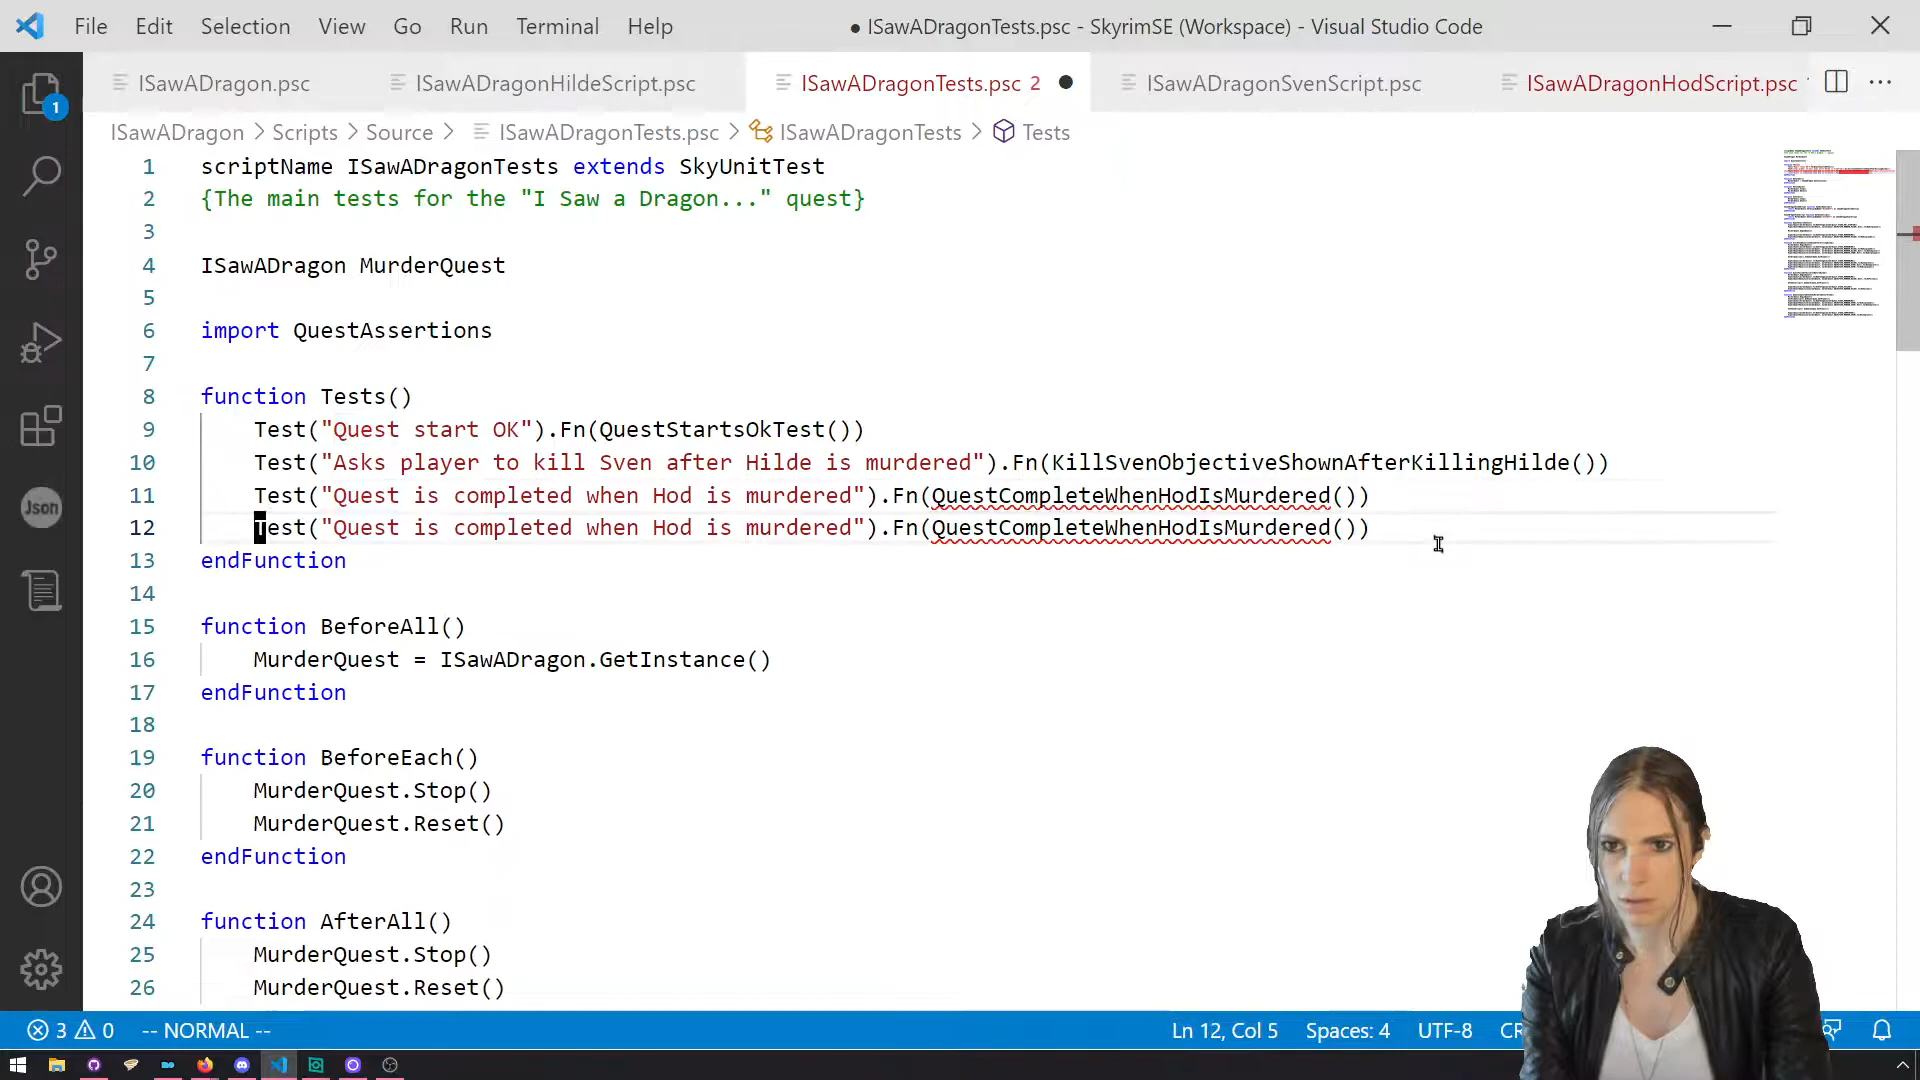 File Edit Selection View Go Run Terminal Help
● ISawADragonTests.psc - SkyrimSE (Workspace) - Visual Studio Code
ISawADragon.psc ISawADragonHildeScript.psc ISawADragonTests.psc 2 ISawADragonSvenScript.psc ISawADragonHodScript.psc
1
ISawADragon > Scripts > Source > ISawADragonTests.psc > ISawADragonTests > Tests
1 scriptName ISawADragonTests extends SkyUnitTest
2 {The main tests for the "I Saw a Dragon..." quest}
3
4 ISawADragon MurderQuest
5
6 import QuestAssertions
7
8 function Tests()
9 Test("Quest start OK").Fn(QuestStartsOkTest())
10 Test("Asks player to kill Sven after Hilde is murdered").Fn(KillSvenObjectiveShownAfterKillingHilde())
11 Test("Quest is completed when Hod is murdered").Fn(QuestCompleteWhenHodIsMurdered())
12 Test("Quest is completed when Hod is murdered").Fn(QuestCompleteWhenHodIsMurdered())
13 endFunction
14
15 function BeforeAll()
16 MurderQuest = ISawADragon.GetInstance()
17 endFunction
18
19 function BeforeEach()
20 MurderQuest.Stop()
21 MurderQuest.Reset()
22 endFunction
23
24 function AfterAll()
25 MurderQuest.Stop()
26 MurderQuest.Reset()
Json
3 0 -- NORMAL -- Ln 12, Col 5 Spaces: 4 UTF-8